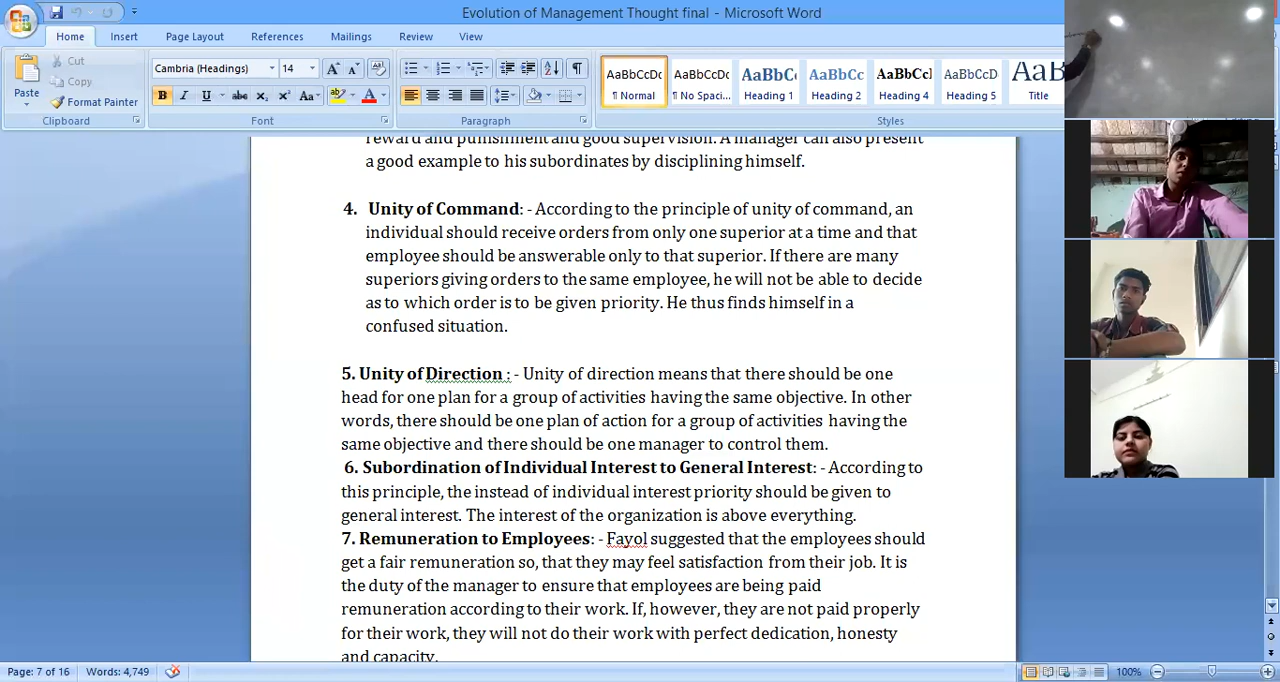 Evolution of Management Thought final - Microsoft Word
Home Insert Page Layout References Mailings Review View
Paste
Cut
Copy
Format Painter
Clipboard
Cambria (Headings) 14
Font
Paragraph
AaBbCcDc AaBbCcDc AaBbC AaBbCc AaBbCcI AaBbCcD AaB
¶ Normal ¶ No Spaci... Heading 1 Heading 2 Heading 4 Heading 5 Title
Styles
reward and punishment and good supervision. A manager can also present
a good example to his subordinates by disciplining himself.
4. Unity of Command: - According to the principle of unity of command, an
individual should receive orders from only one superior at a time and that
employee should be answerable only to that superior. If there are many
superiors giving orders to the same employee, he will not be able to decide
as to which order is to be given priority. He thus finds himself in a
confused situation.
5. Unity of Direction : - Unity of direction means that there should be one
head for one plan for a group of activities having the same objective. In other
words, there should be one plan of action for a group of activities having the
same objective and there should be one manager to control them.
6. Subordination of Individual Interest to General Interest: - According to
this principle, the instead of individual interest priority should be given to
general interest. The interest of the organization is above everything.
7. Remuneration to Employees: - Fayol suggested that the employees should
get a fair remuneration so, that they may feel satisfaction from their job. It is
the duty of the manager to ensure that employees are being paid
remuneration according to their work. If, however, they are not paid properly
for their work, they will not do their work with perfect dedication, honesty
and capacity.
Page: 7 of 16 Words: 4,749 100%